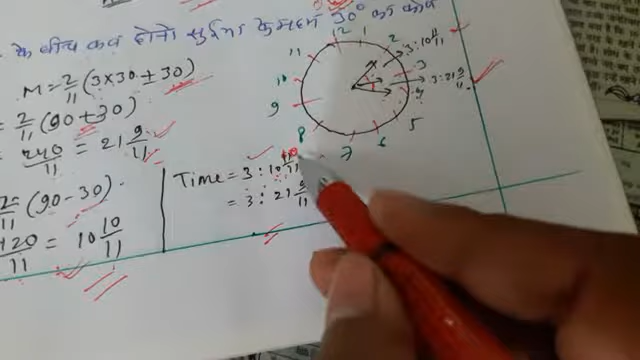 के बीच कब दोनो सुईया के मध्य 30° का कोण
M = 2/11 (3×30 ± 30)
= 2/11 (90 + 30)
240/11 = 21 9/11
2/11 (90 - 30)
120/11 = 10 10/11
12 1 2 3 4 5 6 7 8 9 10 11
3:10 10/11
3:21 9/11
Time = 3:10 10/11
= 3:21 9/11